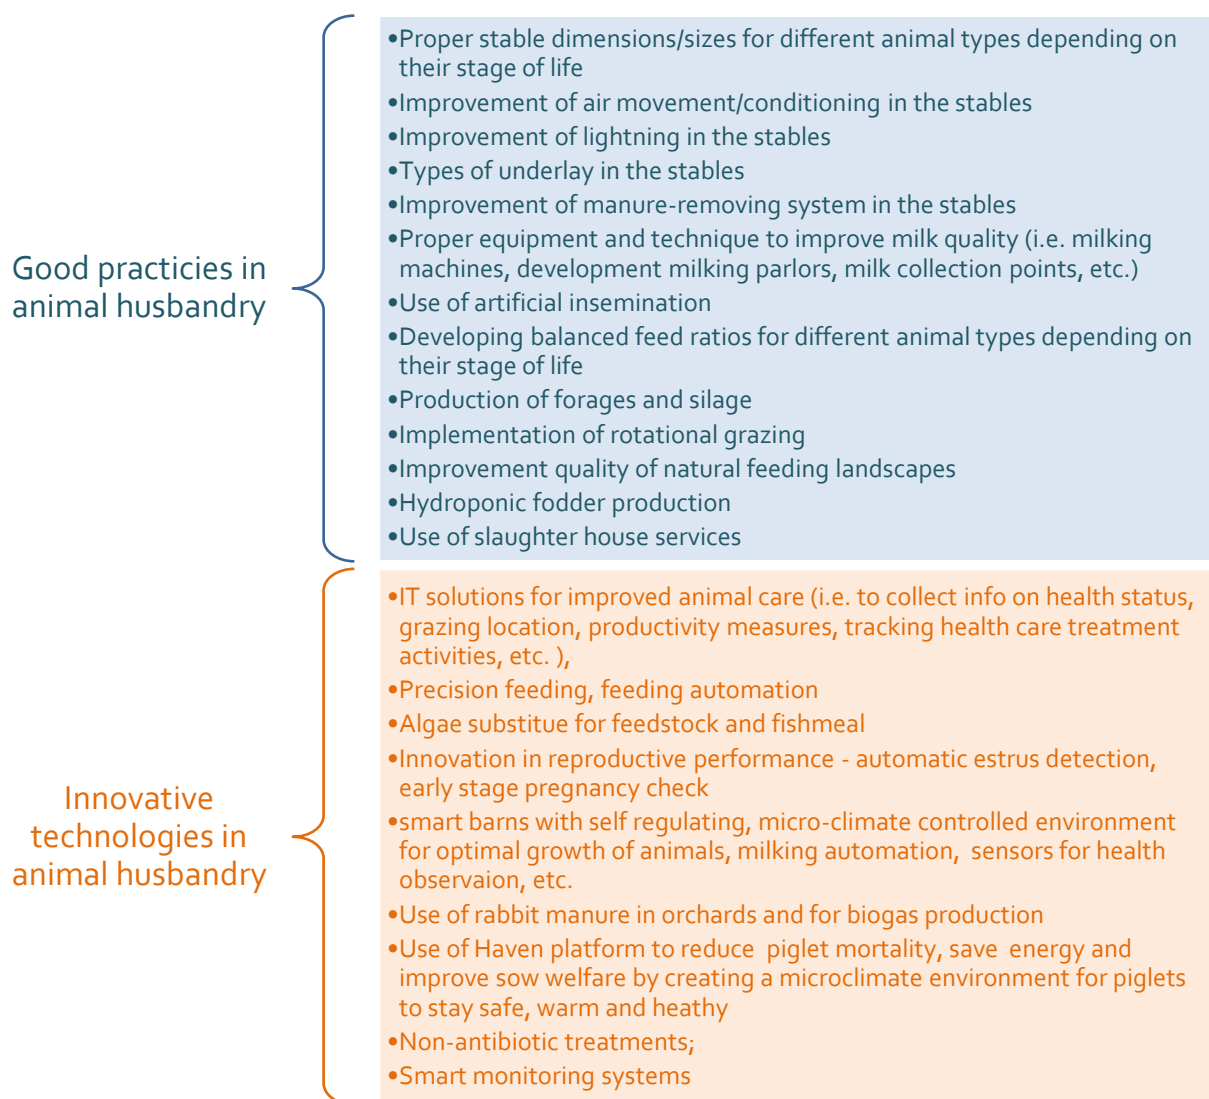 Good practicies in
animal husbandry
•Proper stable dimensions/sizes for different animal types depending on
their stage of life
•Improvement of air movement/conditioning in the stables
•Improvement of lightning in the stables
•Types of underlay in the stables
•Improvement of manure-removing system in the stables
•Proper equipment and technique to improve milk quality (i.e. milking
machines, development milking parlors, milk collection points, etc.)
•Use of artificial insemination
•Developing balanced feed ratios for different animal types depending on
their stage of life
•Production of forages and silage
•Implementation of rotational grazing
•Improvement quality of natural feeding landscapes
•Hydroponic fodder production
•Use of slaughter house services
Innovative
technologies in
animal husbandry
•IT solutions for improved animal care (i.e. to collect info on health status,
grazing location, productivity measures, tracking health care treatment
activities, etc. ),
•Precision feeding, feeding automation
•Algae substitue for feedstock and fishmeal
•Innovation in reproductive performance - automatic estrus detection,
early stage pregnancy check
•smart barns with self regulating, micro-climate controlled environment
for optimal growth of animals, milking automation, sensors for health
observaion, etc.
•Use of rabbit manure in orchards and for biogas production
•Use of Haven platform to reduce piglet mortality, save energy and
improve sow welfare by creating a microclimate environment for piglets
to stay safe, warm and heathy
•Non-antibiotic treatments;
•Smart monitoring systems